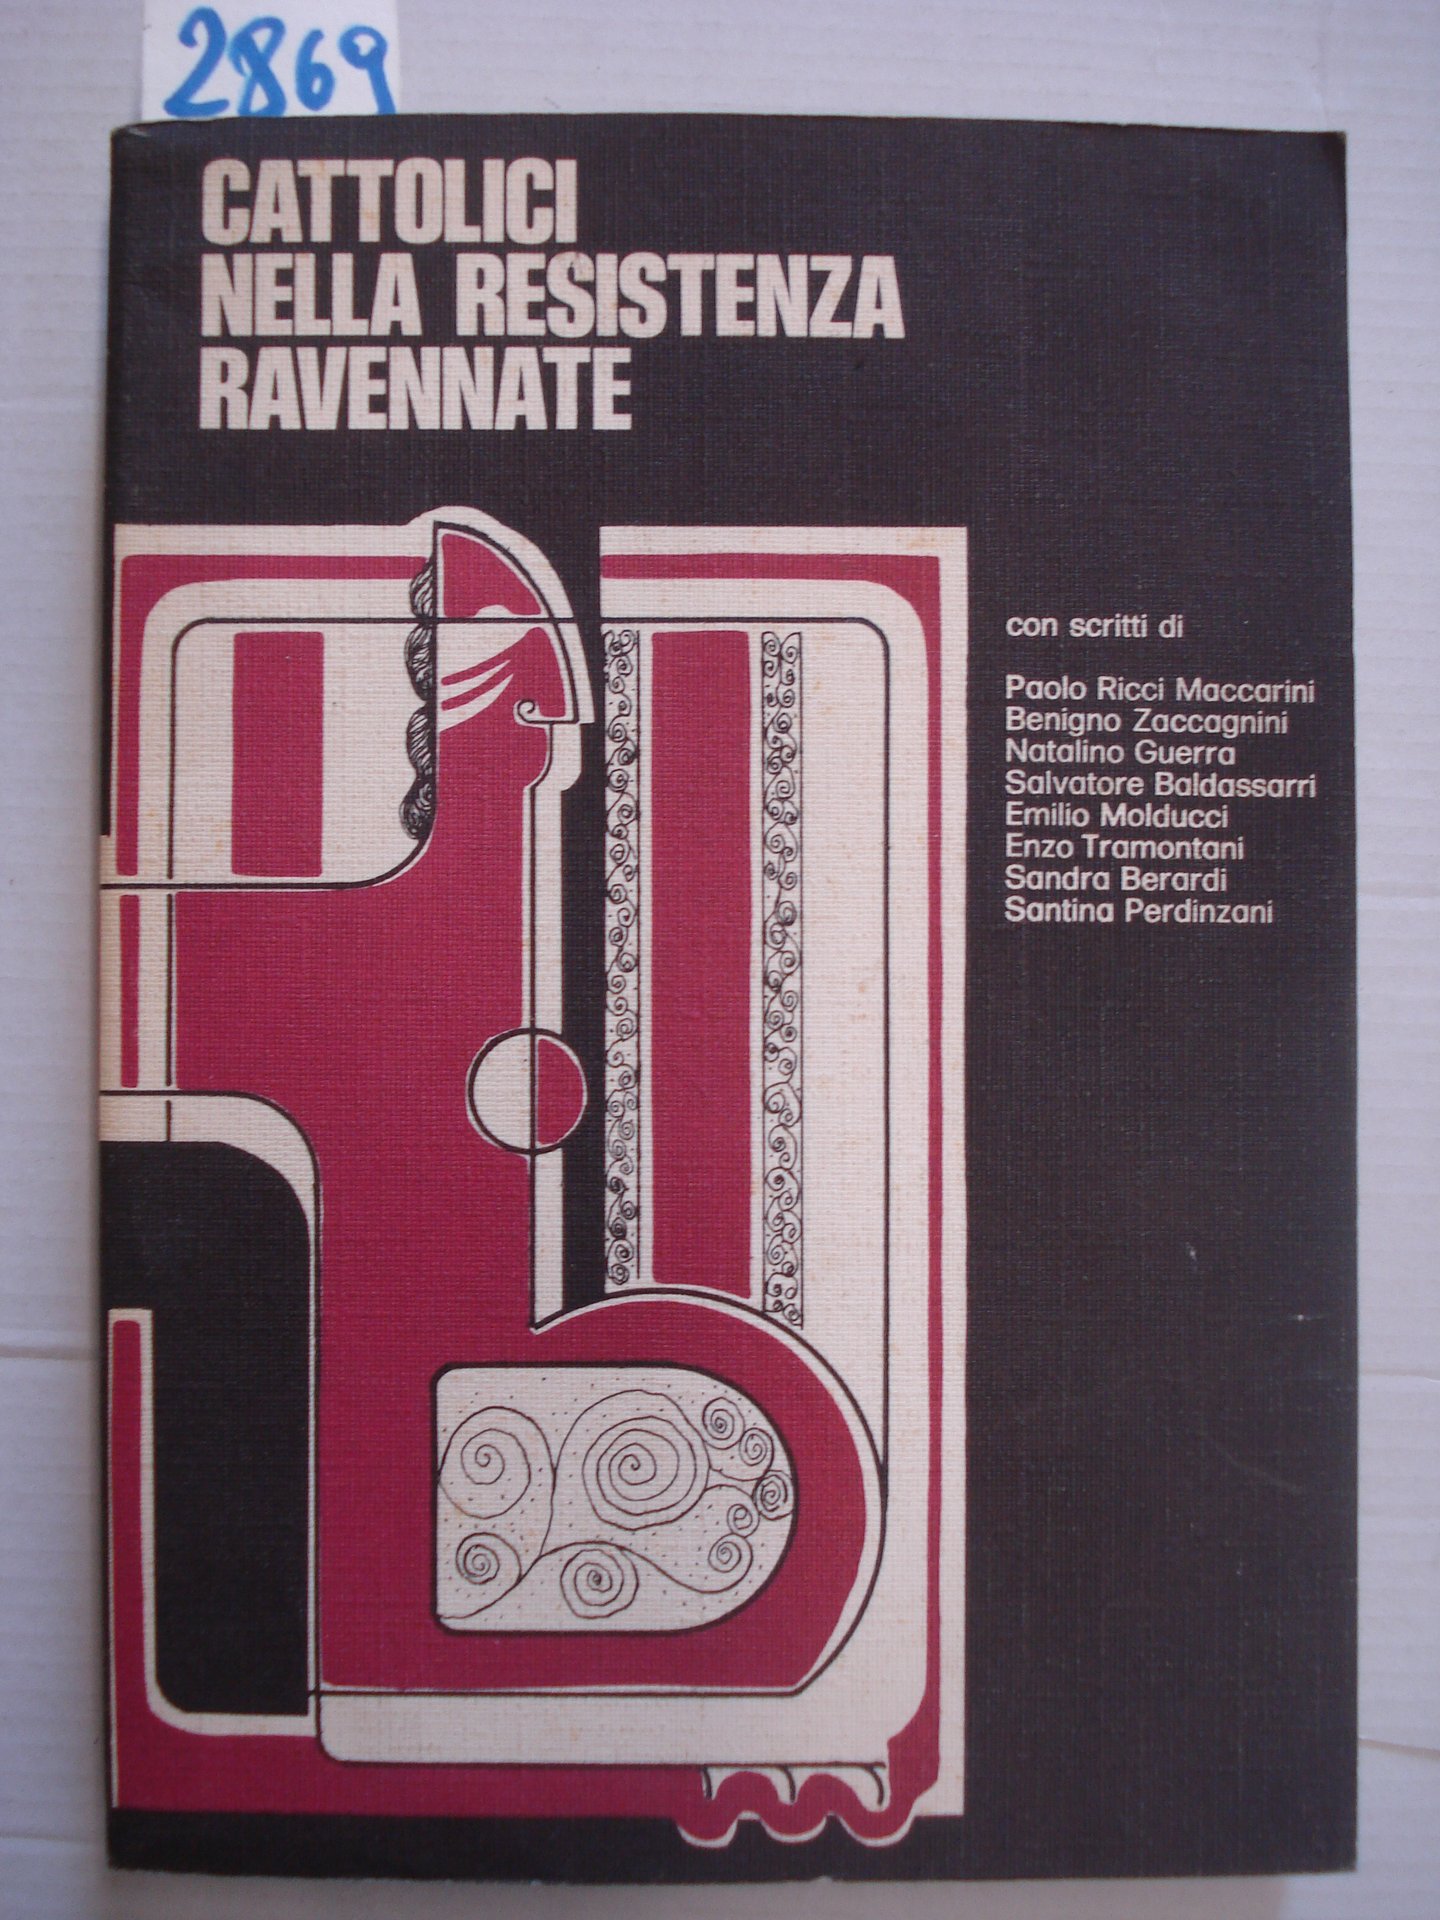 2869
CATTOLICI
NELLA RESISTENZA
RAVENNATE
con scritti di
Paolo Ricci Maccarini
Benigno Zaccagnini
Natalino Guerra
Salvatore Baldassarri
Emilio Molducci
Enzo Tramontani
Sandra Berardi
Santina Perdinzani